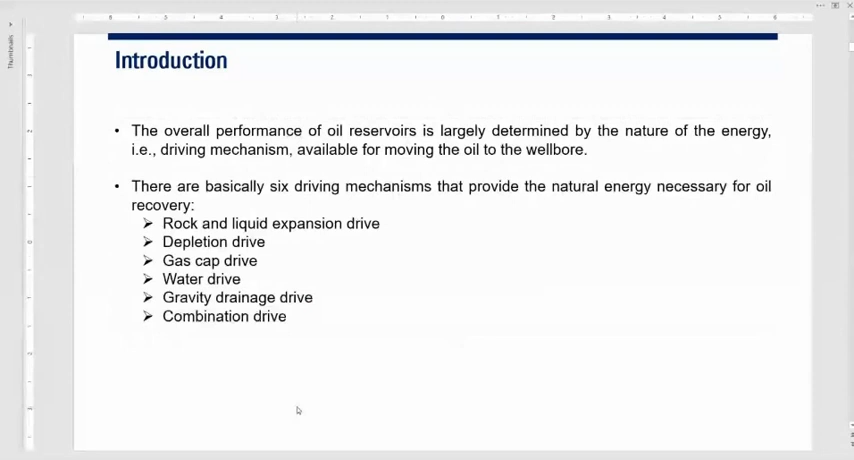 Thumbnails
Introduction
• The overall performance of oil reservoirs is largely determined by the nature of the energy,
i.e., driving mechanism, available for moving the oil to the wellbore.
• There are basically six driving mechanisms that provide the natural energy necessary for oil
recovery:
➢ Rock and liquid expansion drive
➢ Depletion drive
➢ Gas cap drive
➢ Water drive
➢ Gravity drainage drive
➢ Combination drive